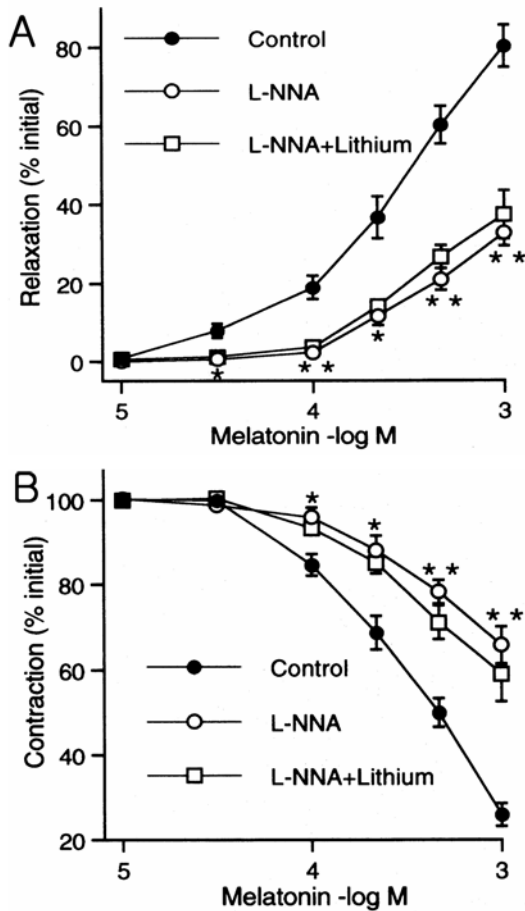 A
80
60
40
20
0
Relaxation (% initial)
Control
L-NNA
L-NNA+Lithium
*
* *
*
* *
* *
5
4
3
Melatonin -log M
B
100
80
60
40
20
Contraction (% initial)
*
*
* *
* *
Control
L-NNA
L-NNA+Lithium
5
4
3
Melatonin -log M